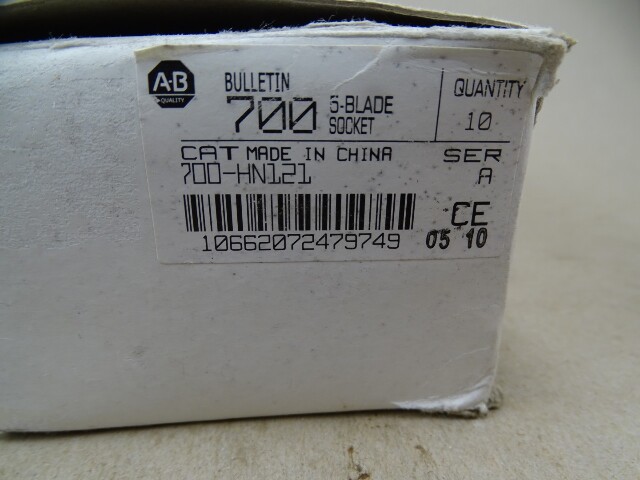 A-B
QUALITY
BULLETIN
700 5-BLADE
SOCKET
QUANTITY
10
CAT MADE IN CHINA
700-HN121
SER
A
10662072479749
CE
05 10